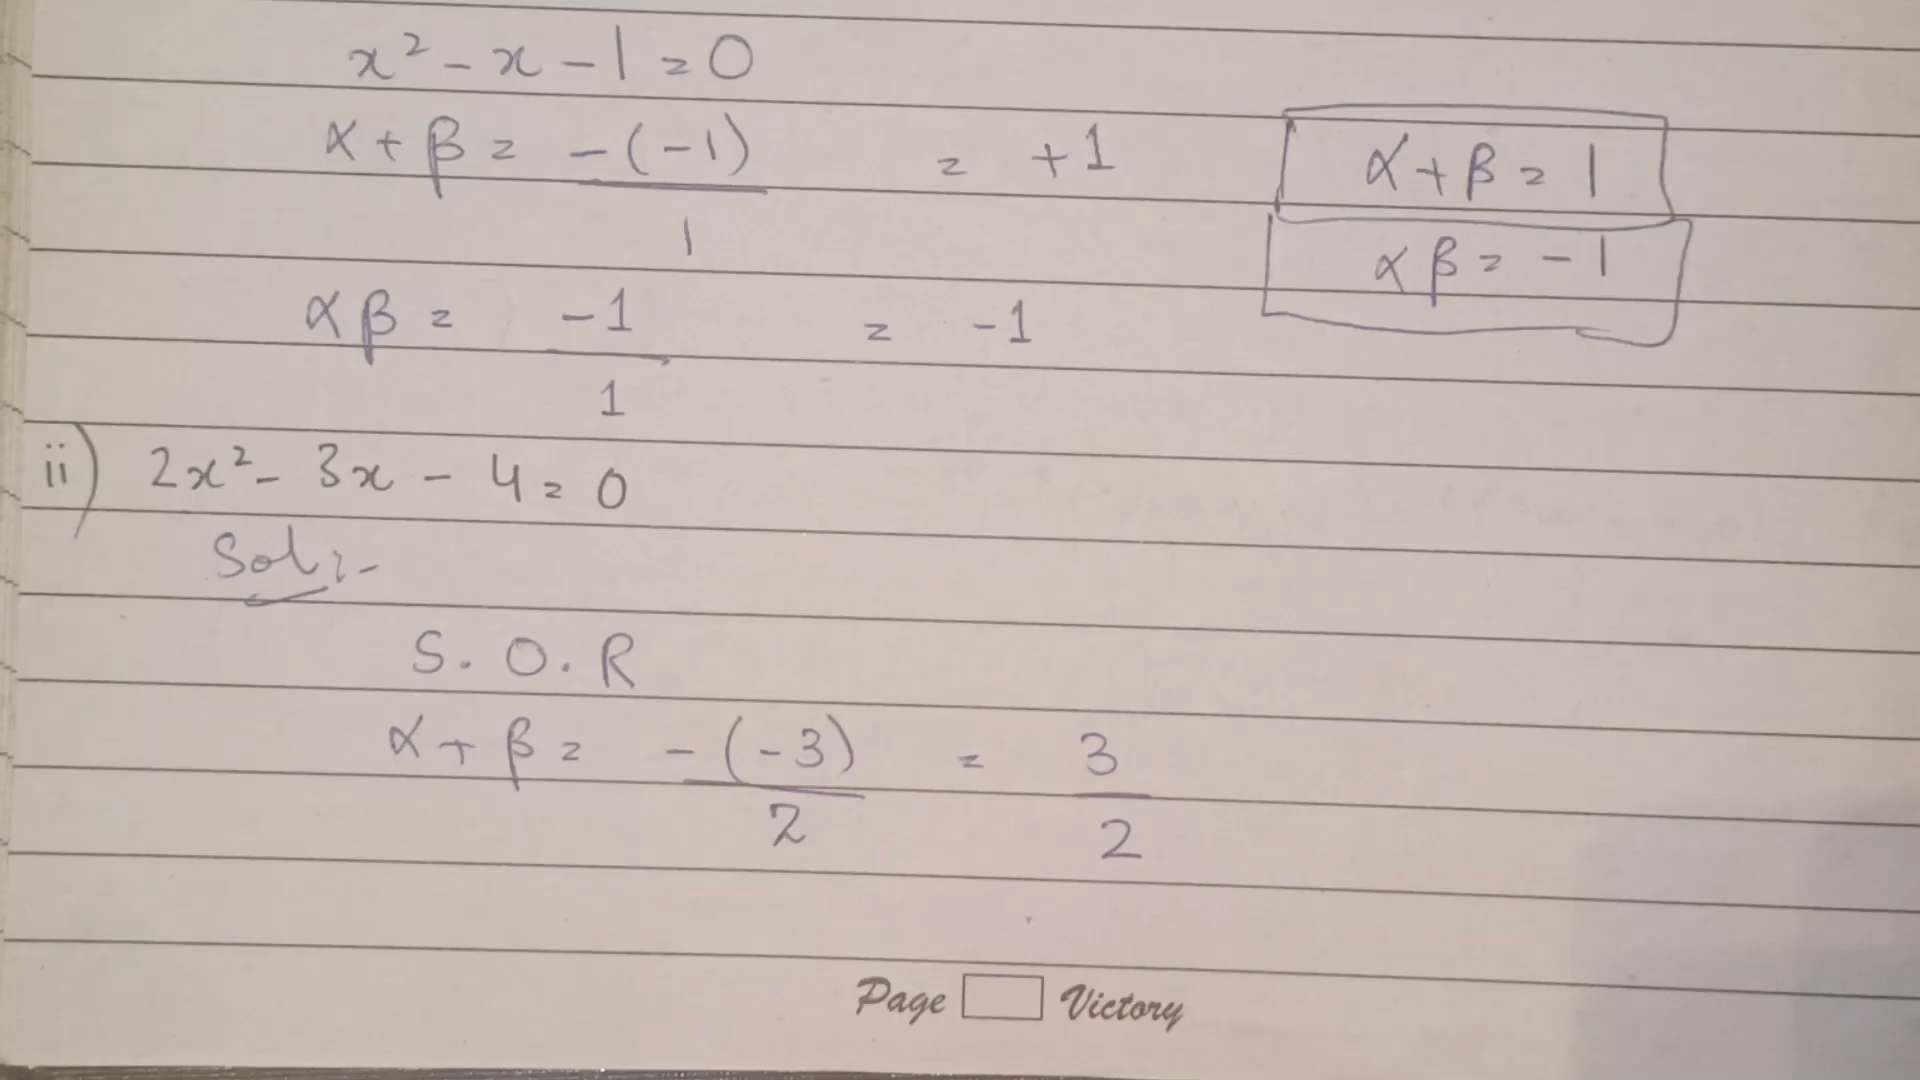 x² - x - 1 = 0
α + β = -(-1)/1 = +1
α + β = 1
αβ = -1/1 = -1
αβ = -1
ii) 2x² - 3x - 4 = 0
Sol:-
S.O.R
α + β = -(-3)/2 = 3/2
Page Victory